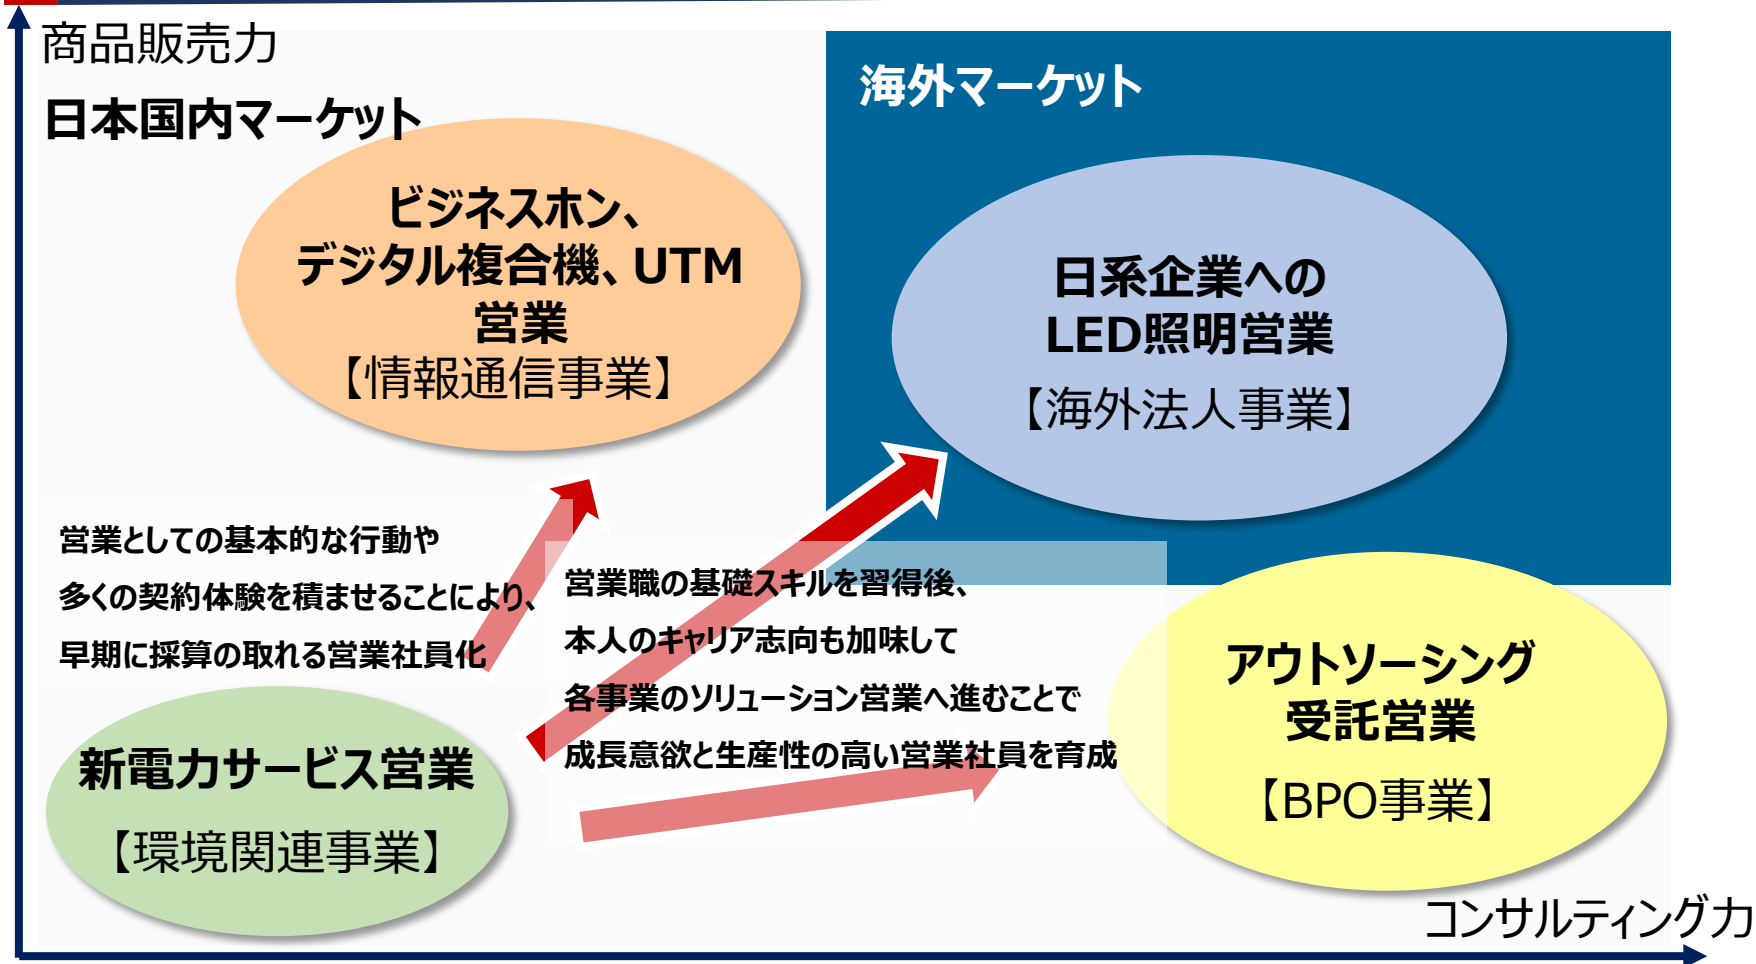 商品販売力
日本国内マーケット
海外マーケット
ビジネスホン、
デジタル複合機、UTM
営業
【情報通信事業】
日系企業への
LED照明営業
【海外法人事業】
営業としての基本的な行動や
多くの契約体験を積ませることにより、
早期に採算の取れる営業社員化
営業職の基礎スキルを習得後、
本人のキャリア志向も加味して
各事業のソリューション営業へ進むことで
成長意欲と生産性の高い営業社員を育成
アウトソーシング
受託営業
【BPO事業】
新電力サービス営業
【環境関連事業】
コンサルティング力